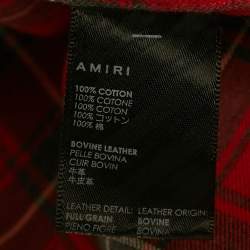 AMIRI
100% COTTON
100% COTONE
100% COTON
100% コットン
100% 棉
BOVINE LEATHER
PELLE BOVINA
CUIR BOVIN
牛革
牛皮革
LEATHER DETAIL: LEATHER ORIGIN:
FULL GRAIN BOVINE
PIENO FIORE BOVINA